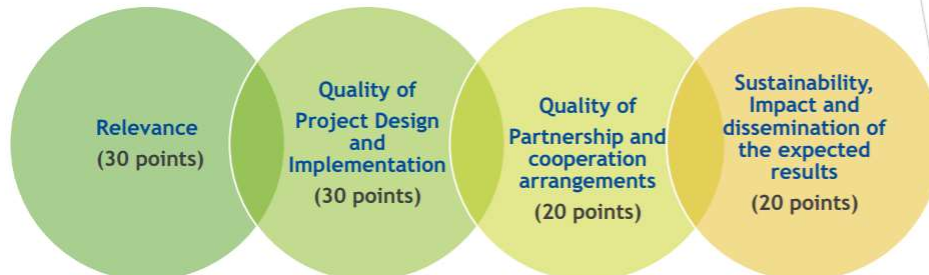 Relevance
(30 points)
Quality of
Project Design
and
Implementation
(30 points)
Quality of
Partnership and
cooperation
arrangements
(20 points)
Sustainability,
Impact and
dissemination of
the expected
results
(20 points)